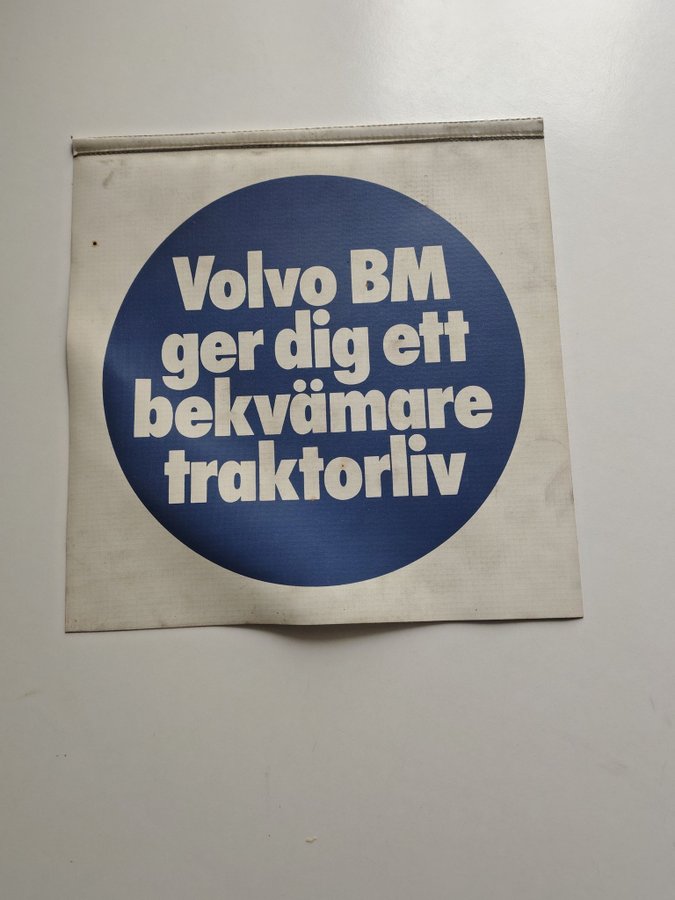 Volvo BM
ger dig ett
bekvämare
traktorliv